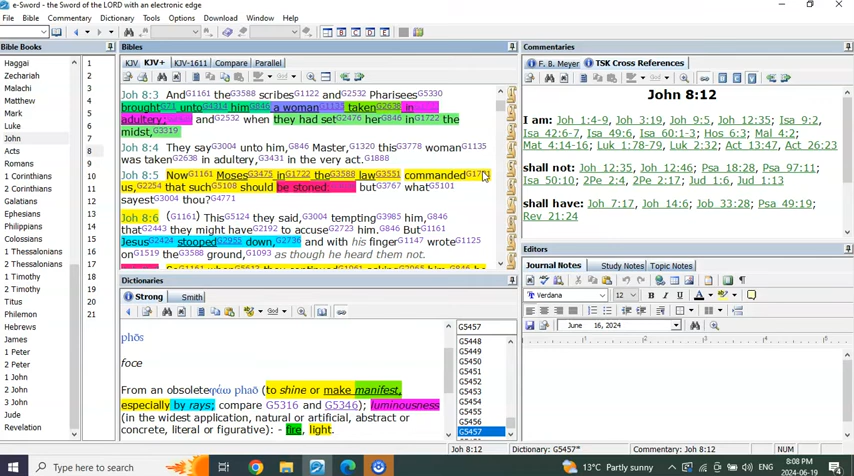 e-Sword - the Sword of the LORD with an electronic edge
File Bible Commentary Dictionary Tools Options Download Window Help
Bible Books
Bibles
Commentaries
KJV KJV+ KJV-1611 Compare Parallel
F. B. Meyer TSK Cross References
Haggai
Zechariah
Malachi
Matthew
Mark
Luke
John
Acts
Romans
1 Corinthians
2 Corinthians
Galatians
Ephesians
Philippians
Colossians
1 Thessalonians
2 Thessalonians
1 Timothy
2 Timothy
Titus
Philemon
Hebrews
James
1 Peter
2 Peter
1 John
2 John
3 John
Jude
Revelation
1
2
3
4
5
6
7
8
9
10
11
12
13
14
15
16
17
18
19
20
21
Joh 8:3 And G1161 the G3588 scribes G1122 and G2532 Pharisees G5330
brought G71 unto G4314 him G846 a woman G1135 taken G2638 in
adultery; and G2532 when they had set G2476 her G846 in G1722 the
midst, G3319
Joh 8:4 They say G3004 unto him, G846 Master, G1320 this G3778 woman G1135
was taken G2638 in adultery, G3431 in the very act. G1888
Joh 8:5 Now G1161 Moses G3475 in G1722 the G3588 law G3551 commanded
us, G2254 that such G5108 should be stoned: but G3767 what G5101
sayest thou? G4771
Joh 8:6 (G1161) This G5124 they said, G3004 tempting G3985 him, G846
that G2443 they might have G2192 to accuse G2723 him. G846 But G1161
Jesus G2424 stooped G2955 down, G2736 and with his finger G1147 wrote G1125
on G1519 the ground, G1093 as though he heard them not.
John 8:12
I am: Joh 1:4-9, Joh 3:19, Joh 9:5, Joh 12:35, Isa 9:2,
Isa 42:6-7, Isa 49:6, Isa 60:1-3, Hos 6:3, Mal 4:2,
Mat 4:14-16, Luk 1:78-79, Luk 2:32, Act 13:47, Act 26:23
shall not: Joh 12:35, Joh 12:46, Psa 18:28, Psa 97:11,
Isa 50:10, 2Pe 2:4, 2Pe 2:17, Jud 1:6, Jud 1:13
shall have: Joh 7:17, Joh 14:6, Job 33:28, Psa 49:19,
Rev 21:24
Editors
Journal Notes Study Notes Topic Notes
Verdana 12 B I U A
June 16, 2024
Dictionaries
Strong Smith
phōs
foce
From an obsolete φάω phaō (to shine or make manifest,
especially by rays; compare G5316 and G5346); luminousness
(in the widest application, natural or artificial, abstract or
concrete, literal or figurative): - fire, light.
G5457
G5448
G5449
G5450
G5451
G5452
G5453
G5454
G5455
G5456
G5457
Joh 8:12 Dictionary: G5457* Commentary: Joh 8:12 NUM
Type here to search
13°C Partly sunny
ENG
8:08 PM
2024-06-19